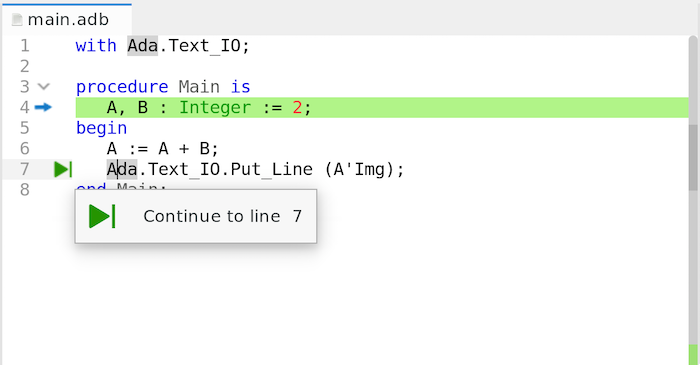 main.adb
1 with Ada.Text_IO;
2
3 procedure Main is
4 A, B : Integer := 2;
5 begin
6 A := A + B;
7 Ada.Text_IO.Put_Line (A'Img);
8 end Main;
Continue to line 7